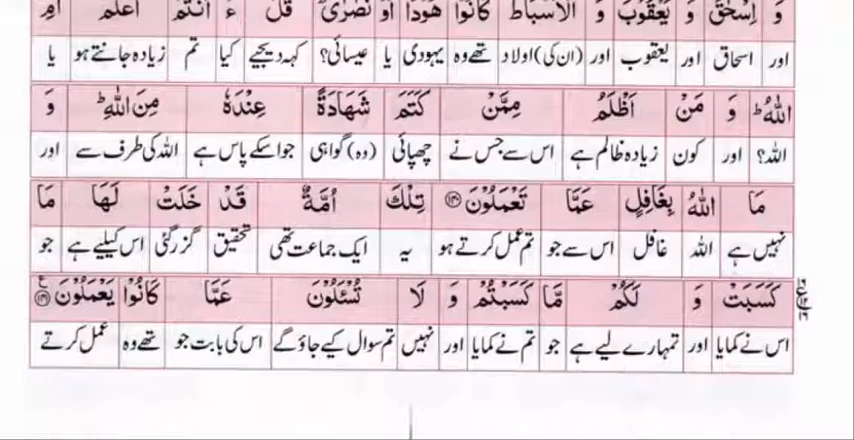 وَ اِسْحٰقَ وَ یَعْقُوْبَ وَ الْاَسْبَاطَ كَانُوْا هُوْدًا اَوْ نَصٰرٰی ؕ قُلْ ءَ اَنْتُمْ اَعْلَمُ اَمِ
اور اسحاق اور یعقوب اور (ان کی) اولاد تھے وہ یہودی یا عیسائی؟ کہہ دیجیے کیا تم زیادہ جانتے ہو یا
اللّٰهُ ؕ وَ مَنْ اَظْلَمُ مِمَّنْ كَتَمَ شَهَادَةً عِنْدَهٗ مِنَ اللّٰهِ ؕ وَ
اللہ؟ اور کون زیادہ ظالم ہے اس سے جس نے چھپائی (وہ) گواہی جو اسکے پاس ہے اللہ کی طرف سے اور
مَا اللّٰهُ بِغَافِلٍ عَمَّا تَعْمَلُوْنَ ۝۱۴۰ تِلْكَ اُمَّةٌ قَدْ خَلَتْ لَهَا مَا
نہیں ہے اللہ غافل اس سے جو تم عمل کرتے ہو یہ ایک جماعت تھی تحقیق گزر گئی اس کیلیے ہے جو
كَسَبَتْ وَ لَكُمْ مَّا كَسَبْتُمْ وَ لَا تُسْـَٔلُوْنَ عَمَّا كَانُوْا یَعْمَلُوْنَ ۝۱۴۱
اس نے کمایا اور تمہارے لیے ہے جو تم نے کمایا اور نہیں تم سوال کیے جاؤ گے اس کی بابت جو تھے وہ عمل کرتے